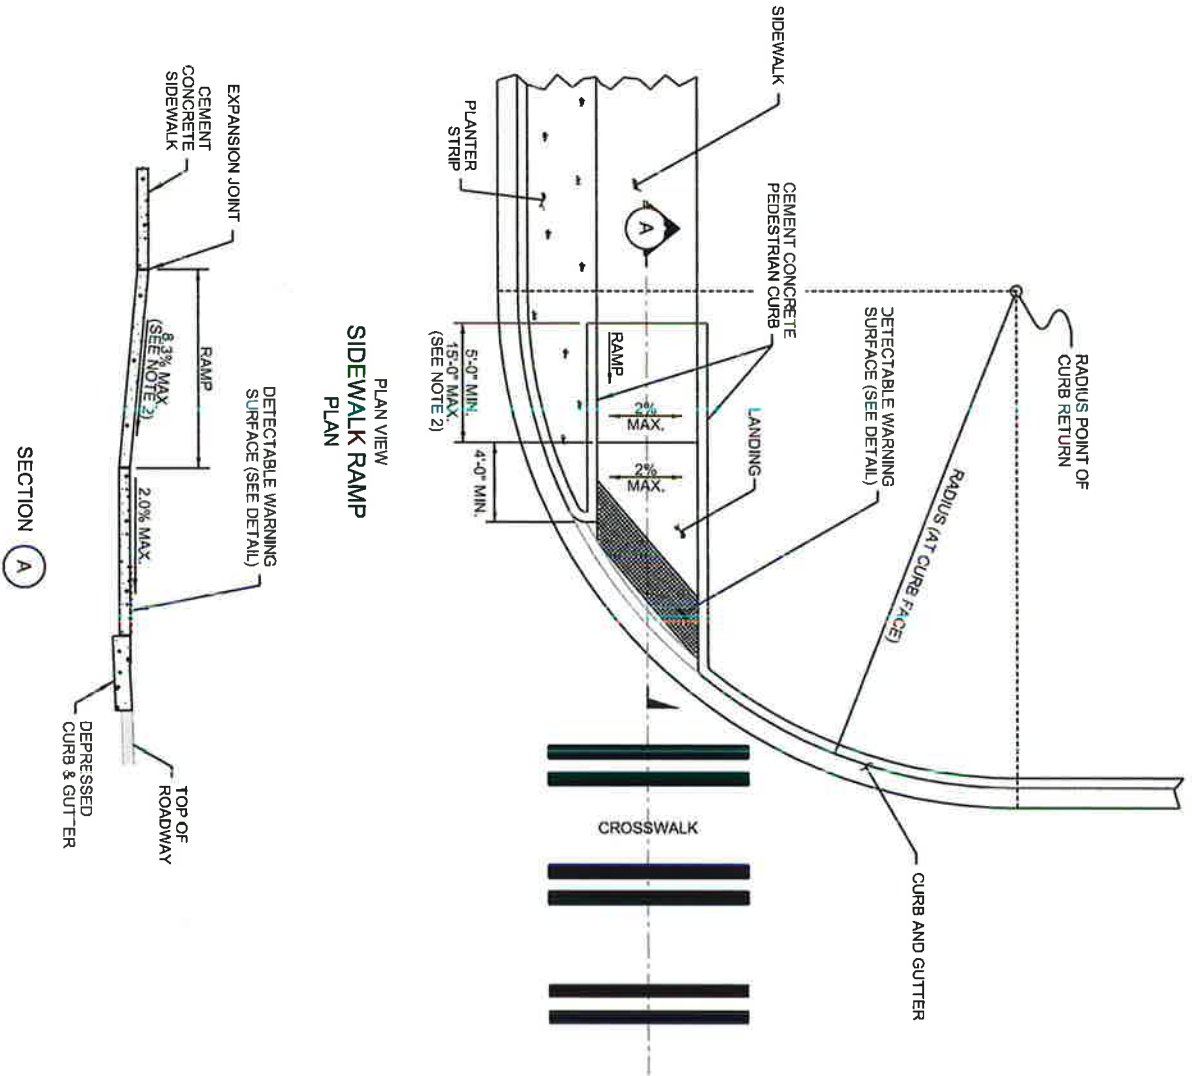 SIDEWALK
CEMENT CONCRETE
PEDESTRIAN CURB
DETECTABLE WARNING
SURFACE (SEE DETAIL)
RADIUS POINT OF
CURB RETURN
RADIUS (AT CURB FACE)
LANDING
PLANTER
STRIP
A
RAMP
2%
MAX.
2%
MAX.
5'-0" MIN.
15'-0" MAX.
(SEE NOTE 2)
4'-0" MIN.
CROSSWALK
CURB AND GUTTER
PLAN VIEW
SIDEWALK RAMP
PLAN
EXPANSION JOINT
CEMENT
CONCRETE
SIDEWALK
RAMP
8.3% MAX.
(SEE NOTE 2)
DETECTABLE WARNING
SURFACE (SEE DETAIL)
2.0% MAX.
TOP OF
ROADWAY
DEPRESSED
CURB & GUTTER
SECTION A